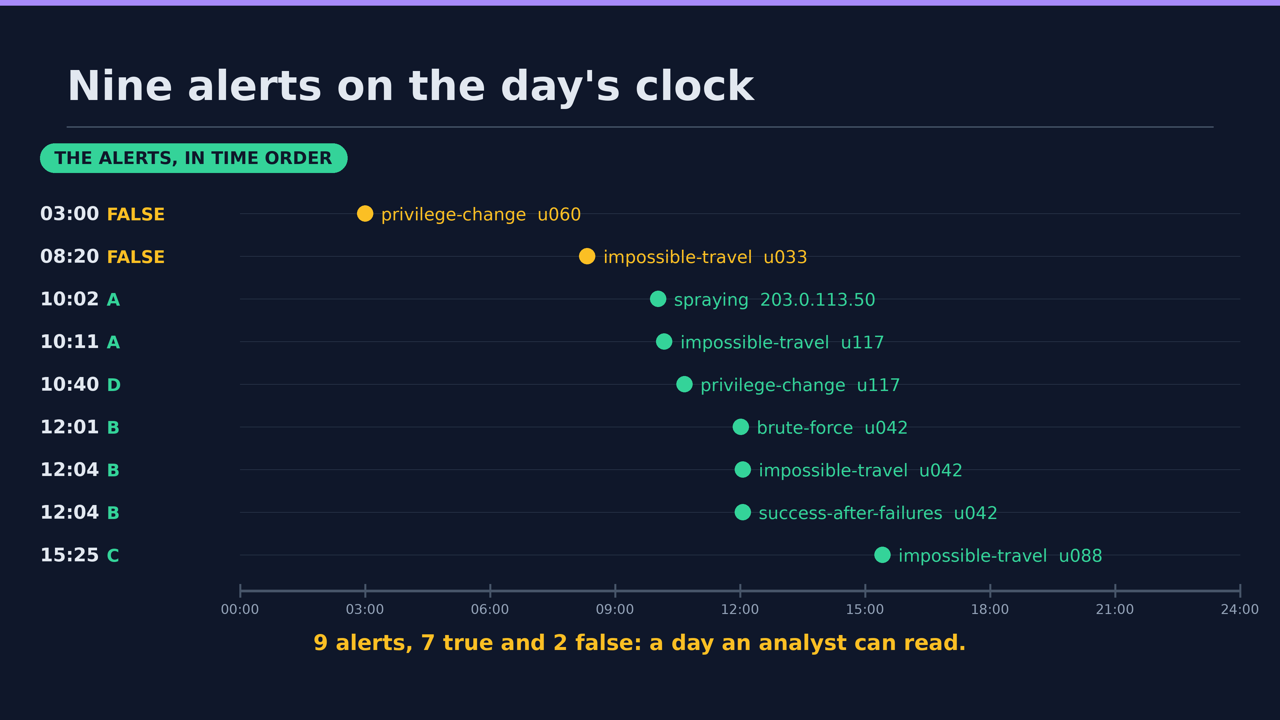 Nine alerts on the day's clock
THE ALERTS, IN TIME ORDER
03:00 FALSE privilege-change u060
08:20 FALSE impossible-travel u033
10:02 A spraying 203.0.113.50
10:11 A impossible-travel u117
10:40 D privilege-change u117
12:01 B brute-force u042
12:04 B impossible-travel u042
12:04 B success-after-failures u042
15:25 C impossible-travel u088
00:00 03:00 06:00 09:00 12:00 15:00 18:00 21:00 24:00
9 alerts, 7 true and 2 false: a day an analyst can read.